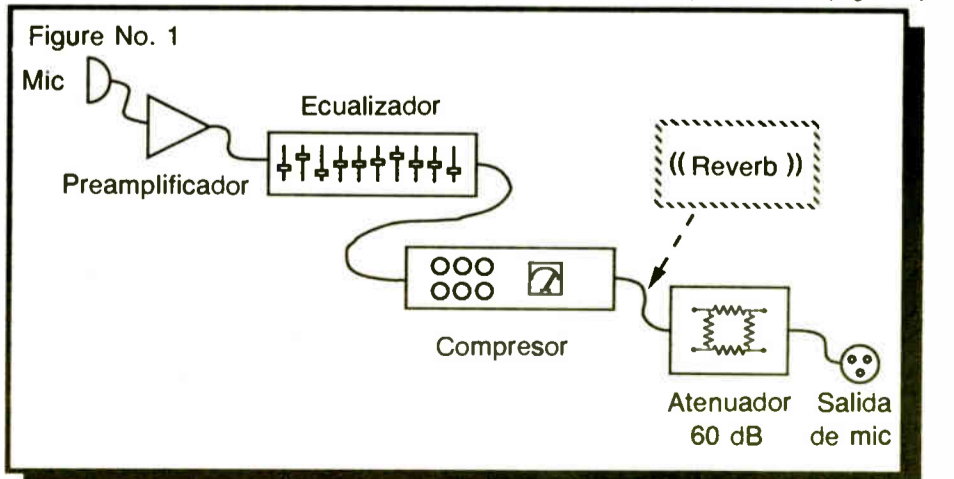 Figure No. 1
Mic
Ecualizador
Preamplificador
(( Reverb ))
Compresor
Atenuador
60 dB
Salida
de mic